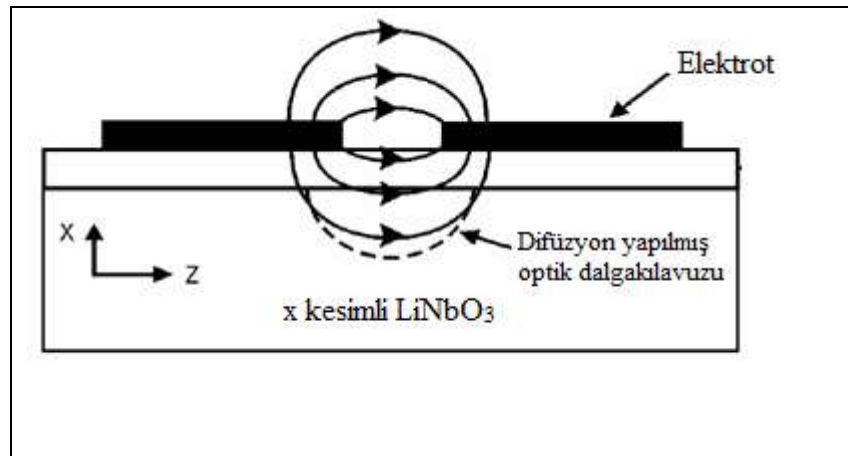 Elektrot
X
Z
Difüzyon yapılmış
optik dalgakılavuzu
x kesimli LiNbO3